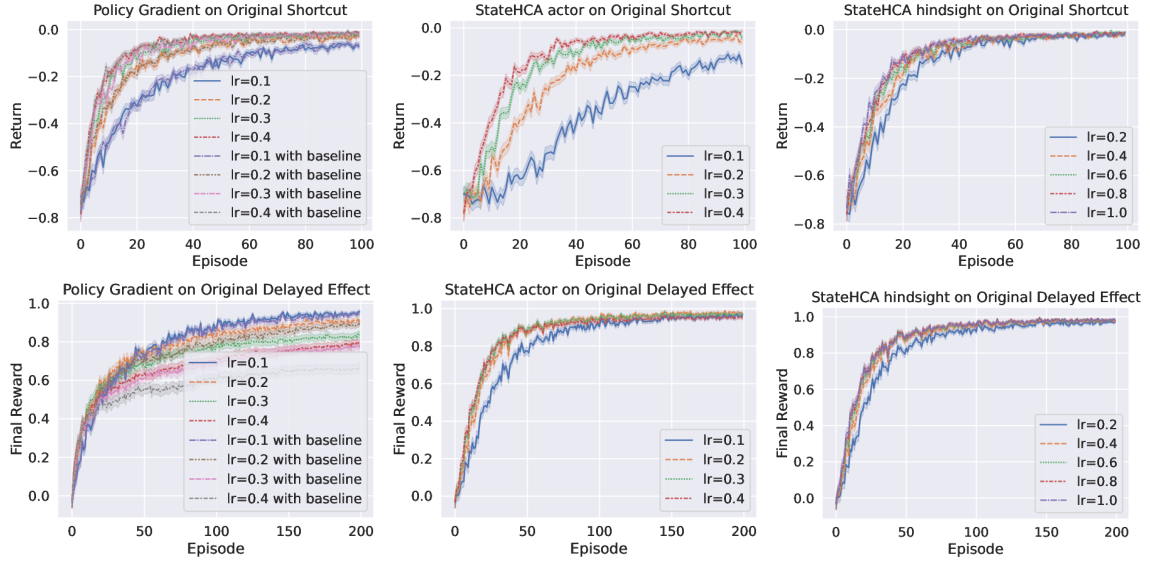 Policy Gradient on Original Shortcut
0.0
−0.2
−0.4
−0.6
−0.8
Return
0 20 40 60 80 100
Episode
lr=0.1
lr=0.2
lr=0.3
lr=0.4
lr=0.1 with baseline
lr=0.2 with baseline
lr=0.3 with baseline
lr=0.4 with baseline
StateHCA actor on Original Shortcut
0.0
−0.2
−0.4
−0.6
−0.8
Return
0 20 40 60 80 100
Episode
lr=0.1
lr=0.2
lr=0.3
lr=0.4
StateHCA hindsight on Original Shortcut
0.0
−0.2
−0.4
−0.6
−0.8
Return
0 20 40 60 80 100
Episode
lr=0.2
lr=0.4
lr=0.6
lr=0.8
lr=1.0
Policy Gradient on Original Delayed Effect
1.0
0.8
0.6
0.4
0.2
0.0
Final Reward
0 50 100 150 200
Episode
lr=0.1
lr=0.2
lr=0.3
lr=0.4
lr=0.1 with baseline
lr=0.2 with baseline
lr=0.3 with baseline
lr=0.4 with baseline
StateHCA actor on Original Delayed Effect
1.0
0.8
0.6
0.4
0.2
0.0
Final Reward
0 50 100 150 200
Episode
lr=0.1
lr=0.2
lr=0.3
lr=0.4
StateHCA hindsight on Original Delayed Effect
1.0
0.8
0.6
0.4
0.2
0.0
Final Reward
0 50 100 150 200
Episode
lr=0.2
lr=0.4
lr=0.6
lr=0.8
lr=1.0